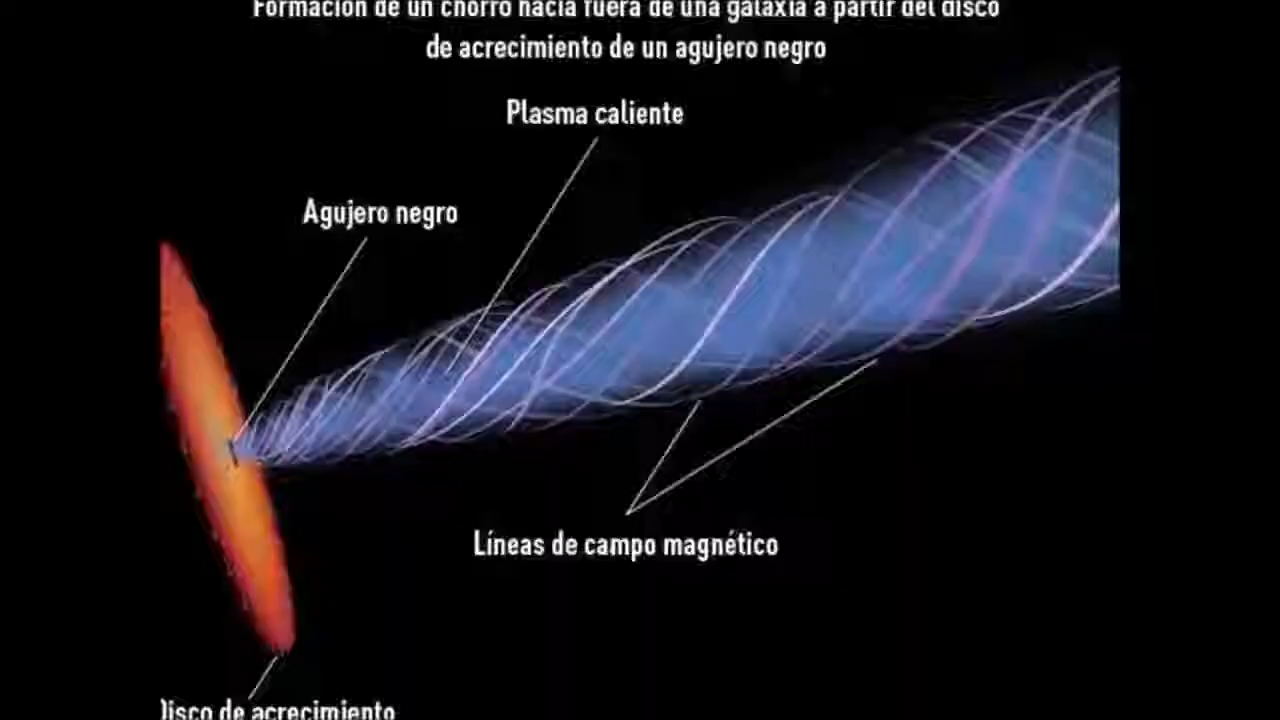 Formación de un chorro hacia fuera de una galaxia a partir del disco
de acrecimiento de un agujero negro
Plasma caliente
Agujero negro
Líneas de campo magnético
Disco de acrecimiento